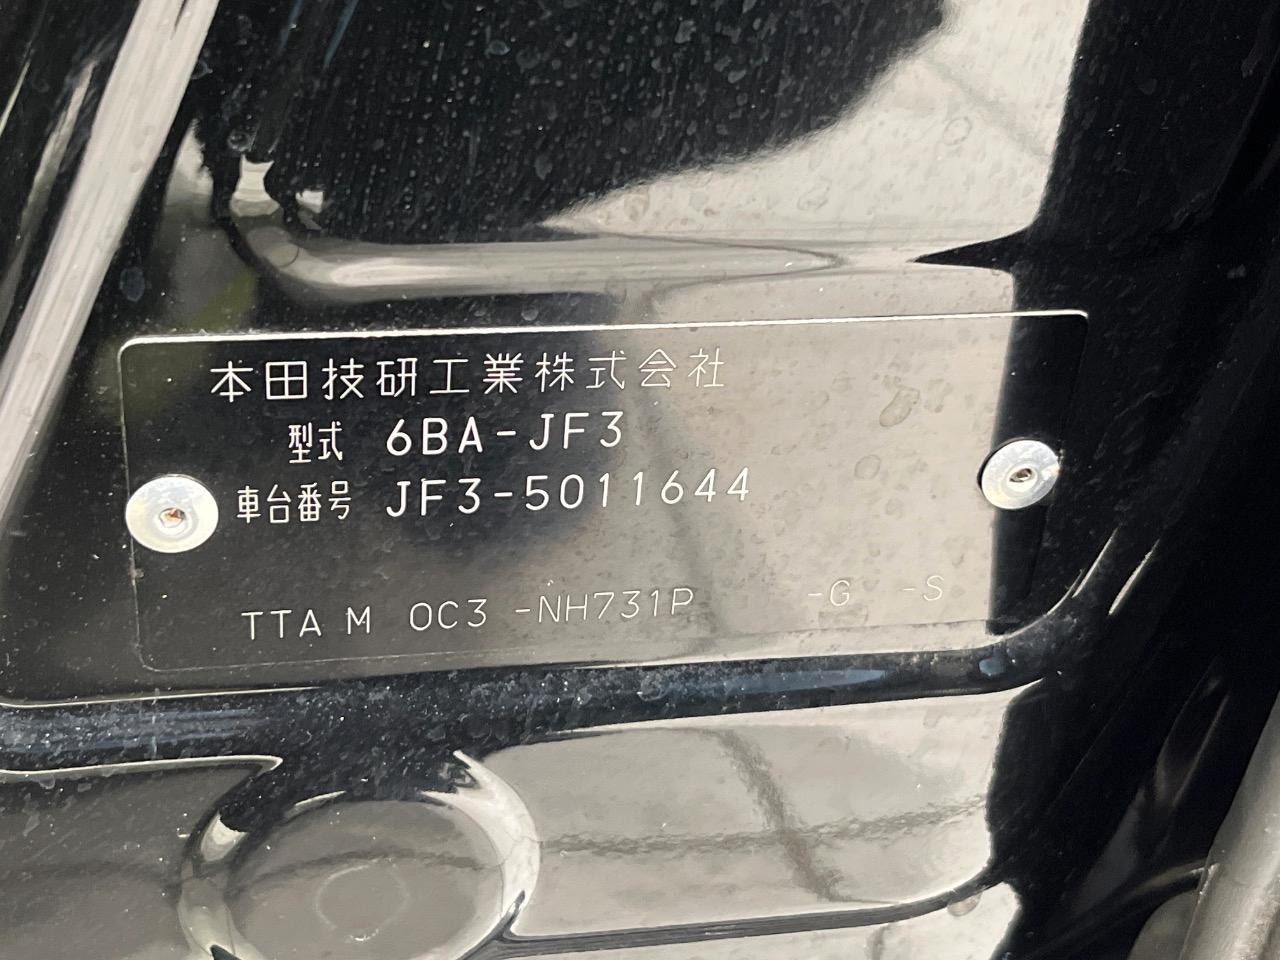 本田技研工業株式会社
型式 6BA-JF3
車台番号 JF3-5011644
TTA M 0C3 -NH731P -G -S